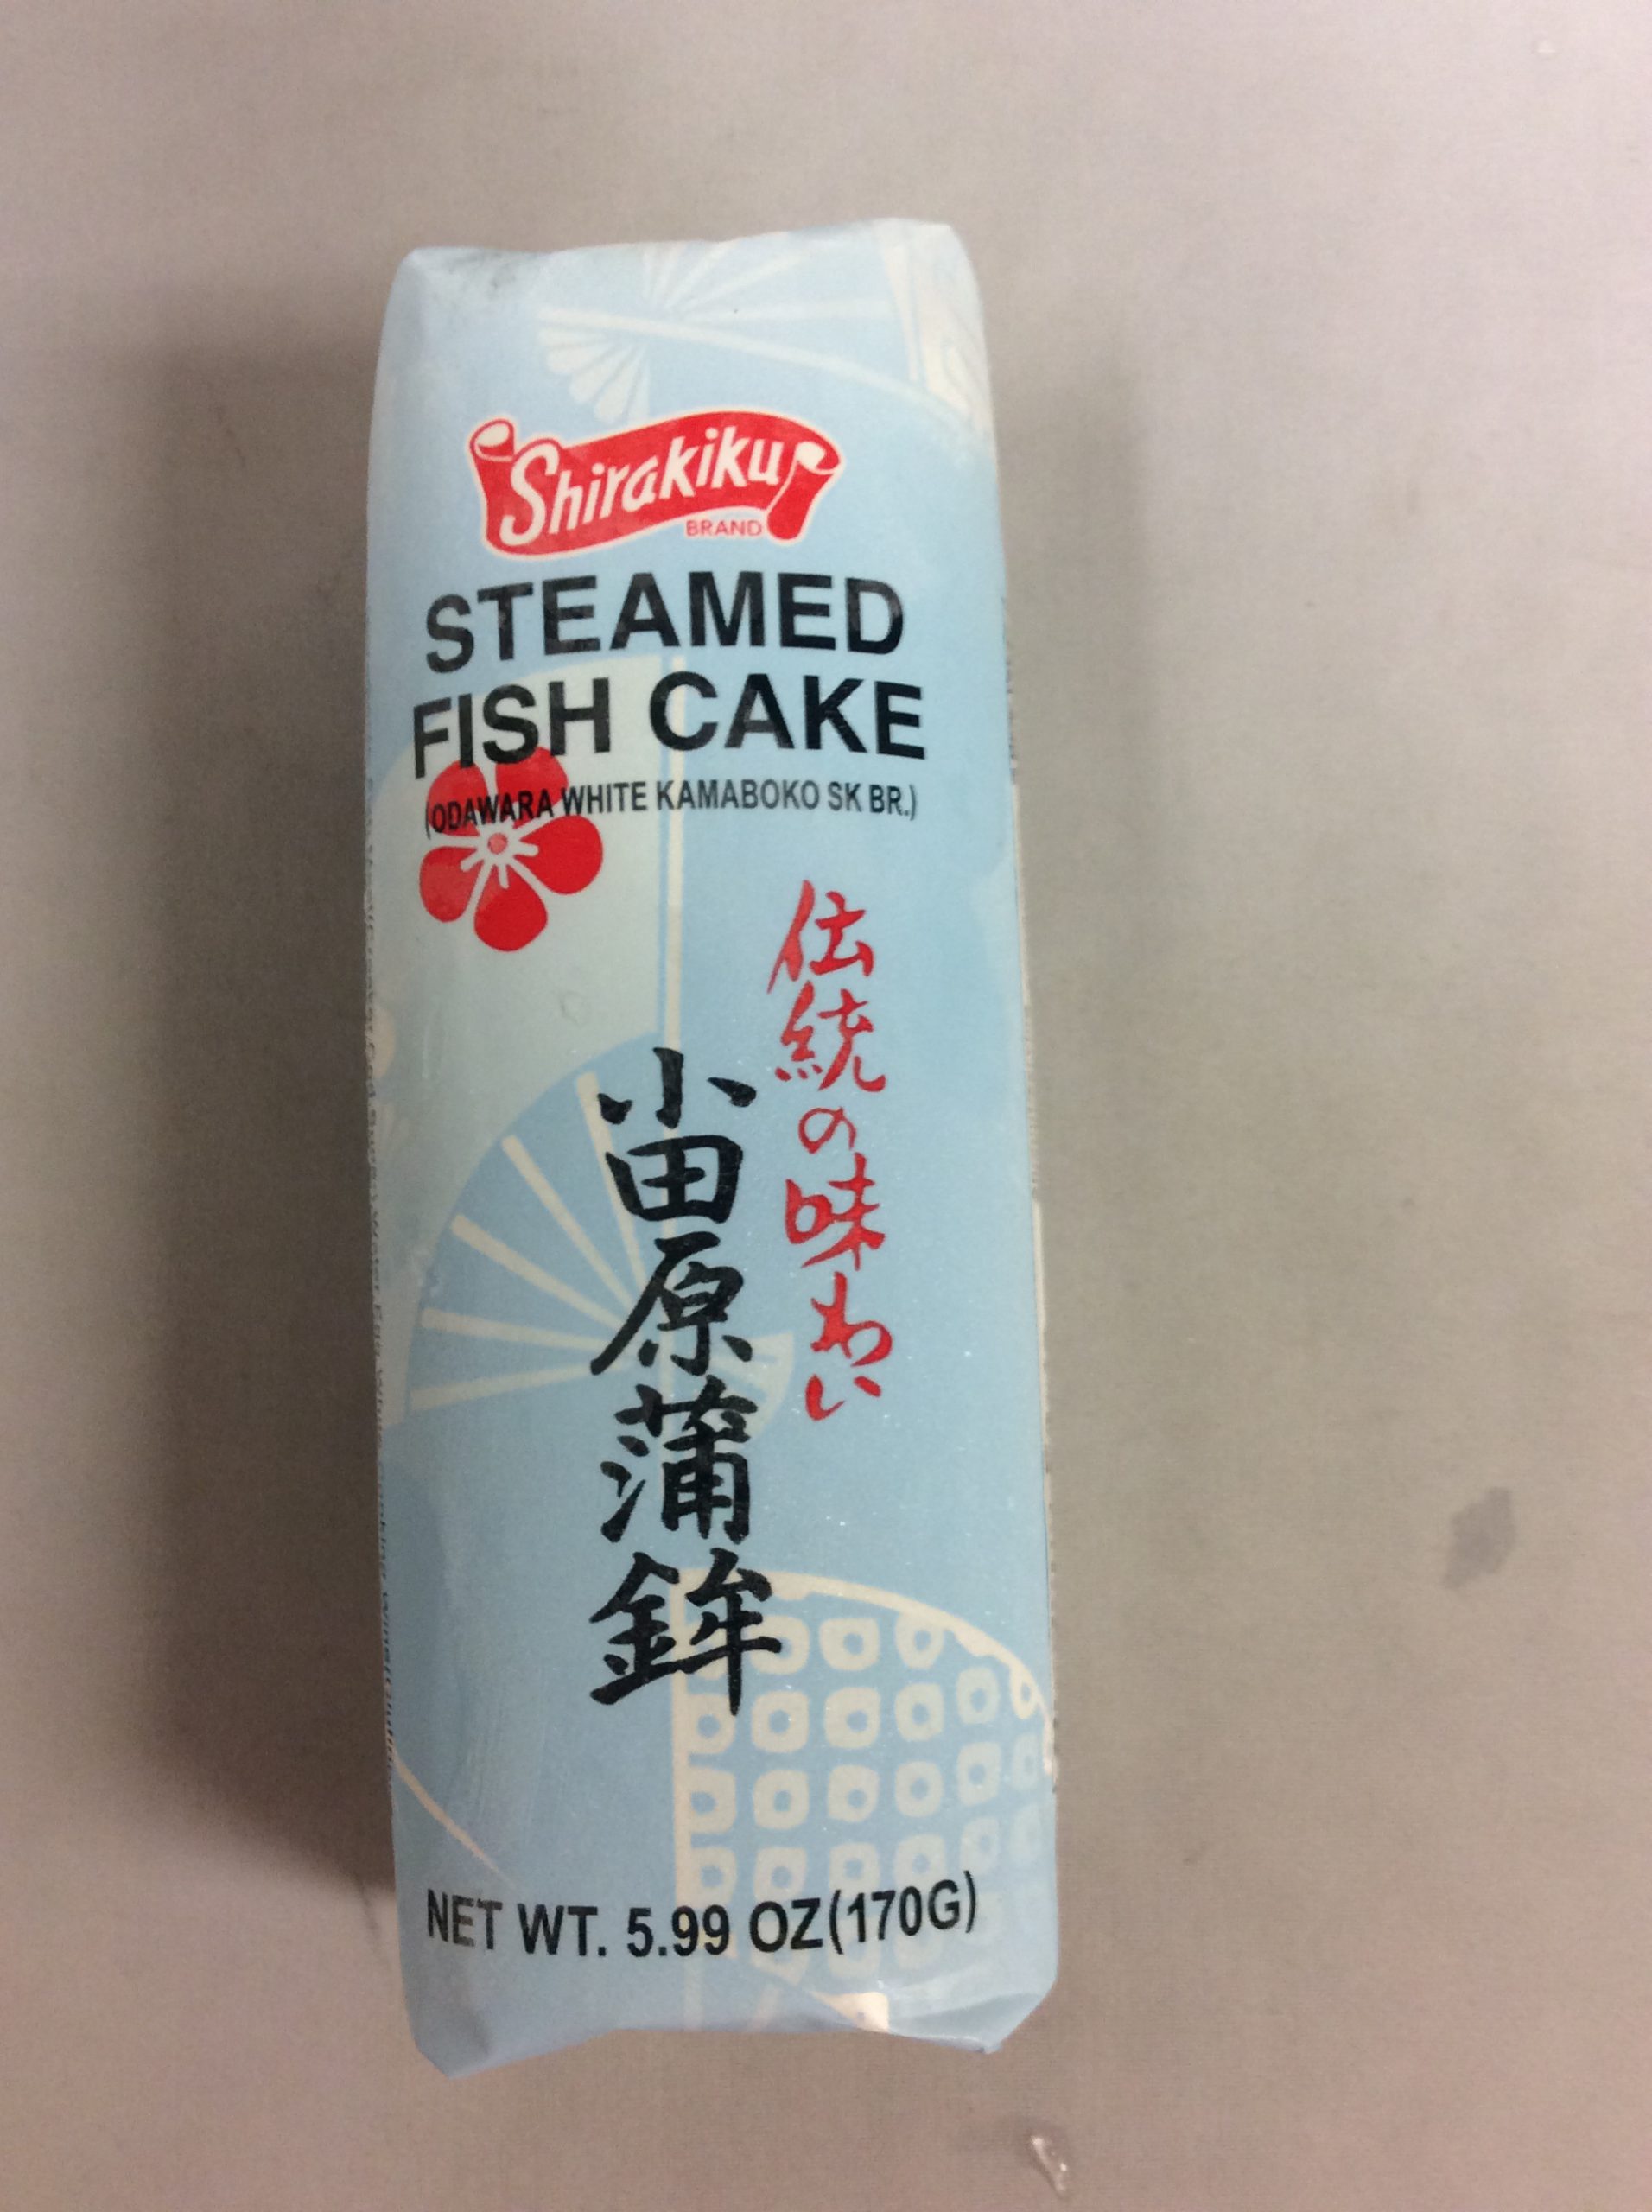 Shirakiku
BRAND
STEAMED
FISH CAKE
(ODAWARA WHITE KAMABOKO SK BR.)
伝統の味わい
小田原蒲鉾
NET WT. 5.99 OZ(170G)